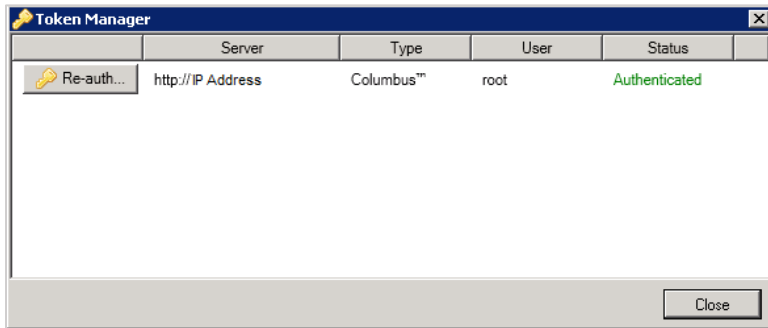 Token Manager
Server Type User Status
Re-auth... http://IP Address Columbus™ root Authenticated
Close